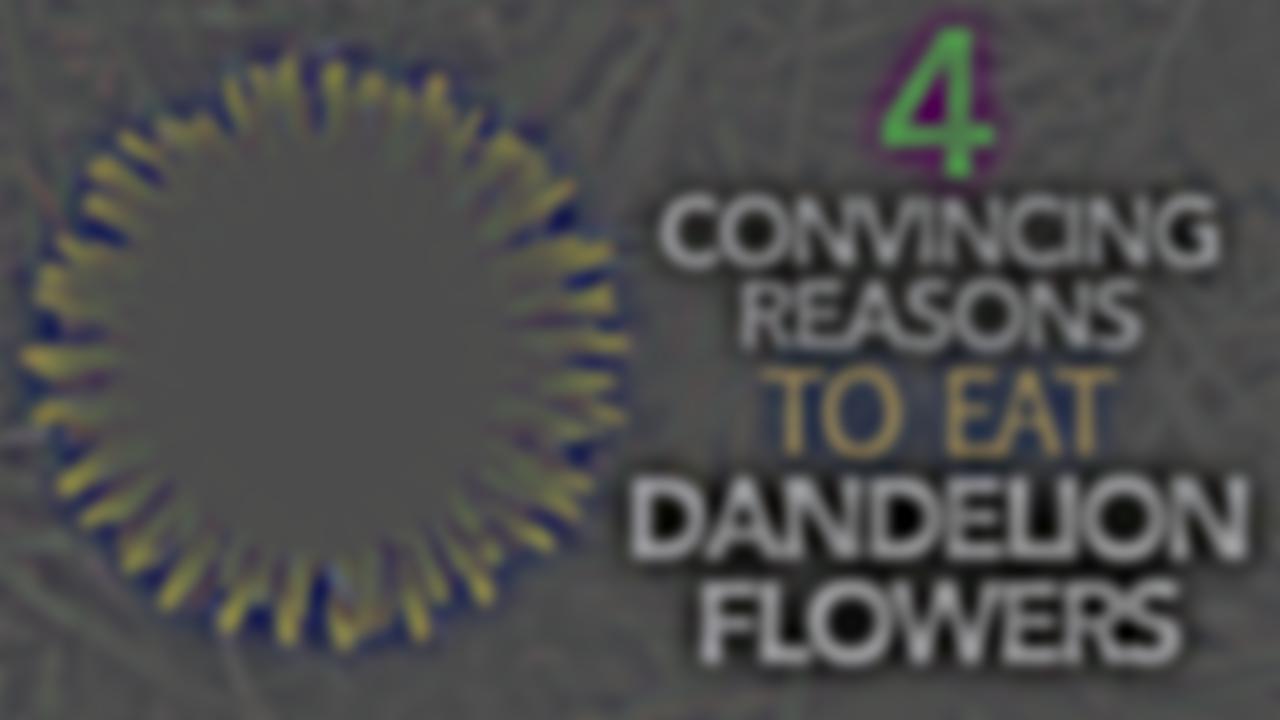 4
CONVINCING
REASONS
TO EAT
DANDELION
FLOWERS